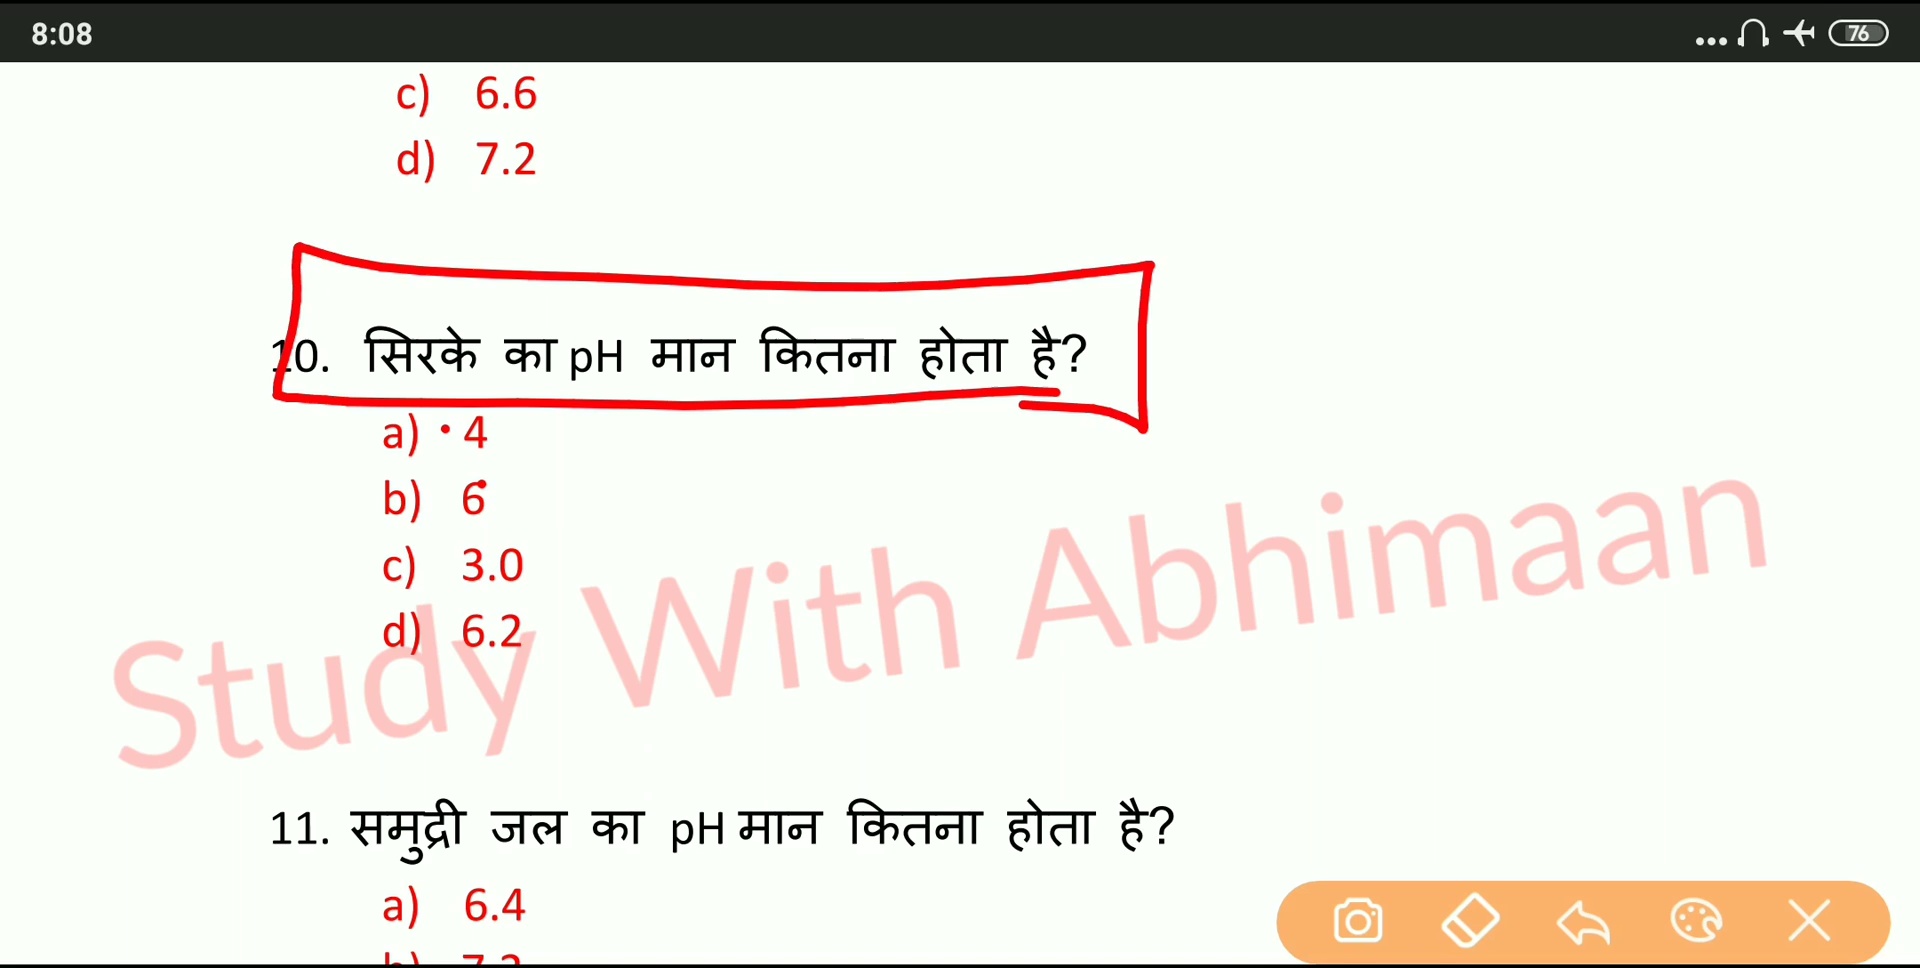 8:08
76
c) 6.6
d) 7.2
10. सिरके का pH मान कितना होता है?
a) 4
b) 6
c) 3.0
d) 6.2
Study With Abhimaan
11. समुद्री जल का pH मान कितना होता है?
a) 6.4